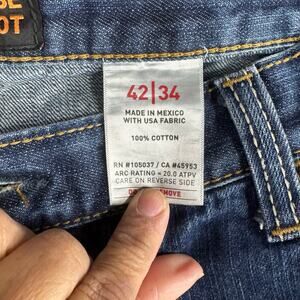 OT
42|34
MADE IN MEXICO
WITH USA FABRIC
100% COTTON
RN #105037 / CA #45953
ARC RATING = 20.0 ATPV
CARE ON REVERSE SIDE